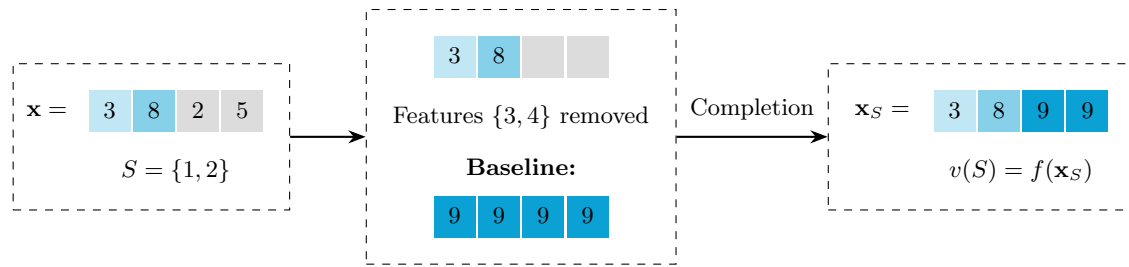 x = 3 8 2 5
S = {1, 2}
3 8
Features {3, 4} removed
Baseline:
9 9 9 9
Completion
x_S = 3 8 9 9
v(S) = f(x_S)